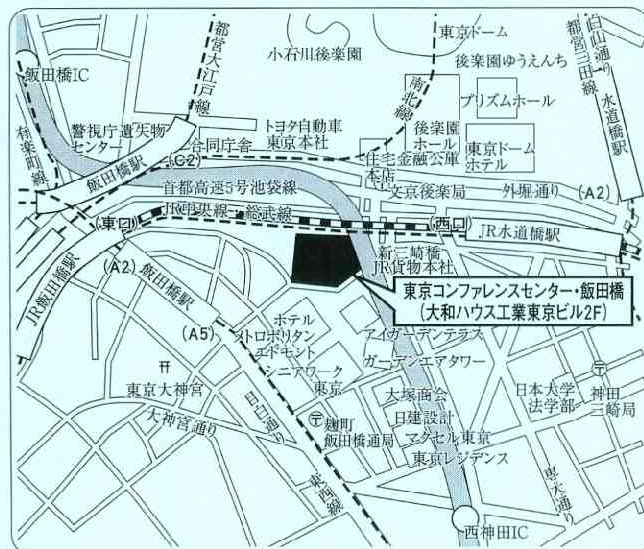 飯田橋IC
都営大江戸線
小石川後楽園
東京ドーム
後楽園ゆうえんち
都営三田線
白山通り
水道橋駅
南北線
プリズムホール
有楽町線
警視庁遺失物
センター
飯田橋駅
(C2)
合同庁舎
トヨタ自動車
東京本社
後楽園
ホール
東京ドーム
ホテル
住宅金融公庫
本店
首都高速5号池袋線
文京後楽局
外堀通り
(A2)
JR中央線・総武線
(東口)
(西口)
JR水道橋駅
JR飯田橋駅
(A2)
飯田橋駅
(A5)
新三崎橋
JR貨物本社
東京コンファレンスセンター・飯田橋
(大和ハウス工業東京ビル2F)
ホテル
メトロポリタン
エドモント
アイガーデンテラス
ガーデンエアタワー
シニアワーク
東京
東京大神宮
大神宮通り
目白通り
東西線
麹町
飯田橋通局
大塚商会
日建設計
マクセル東京
東京レジデンス
日本大学
法学部
神田
三崎局
専大通り
西神田IC